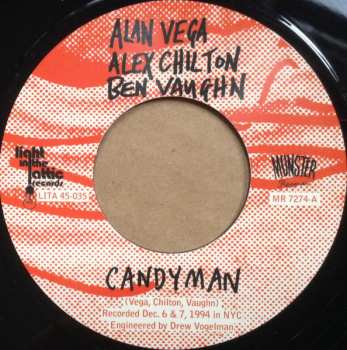 ALAN VEGA
ALEX CHILTON
BEN VAUGHN
light
in the
attic
records
LITA 45-035
MUNSTER
Records
MR 7274-A
CANDYMAN
(Vega, Chilton, Vaughn)
Recorded Dec. 6 & 7, 1994 in NYC
Engineered by Drew Vogelman